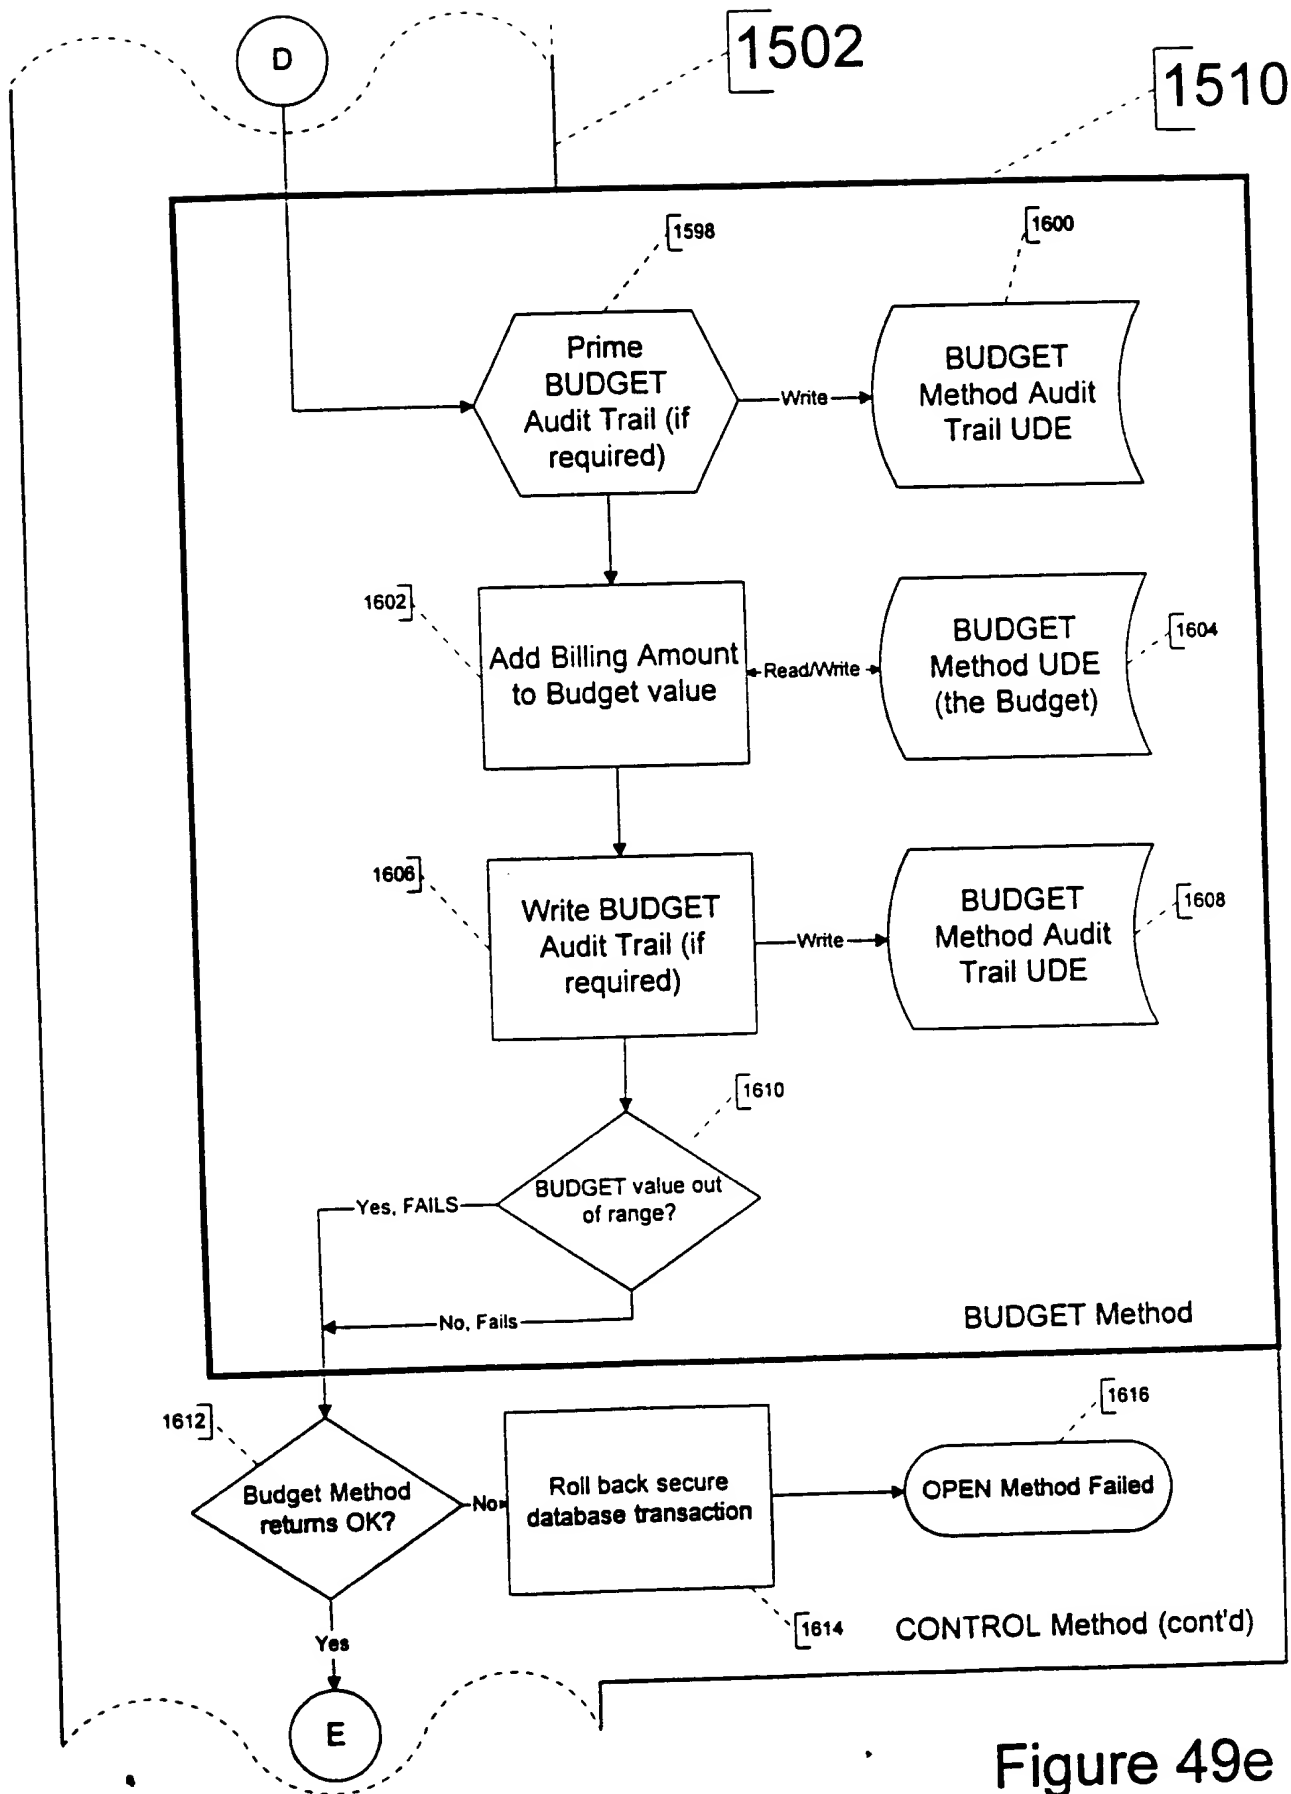 D
1502
1510
1598
1600
Prime
BUDGET
Audit Trail (if
required)
Write
BUDGET
Method Audit
Trail UDE
1602
Add Billing Amount
to Budget value
Read/Write
BUDGET
Method UDE
(the Budget)
1604
1606
Write BUDGET
Audit Trail (if
required)
Write
BUDGET
Method Audit
Trail UDE
1608
1610
BUDGET value out
of range?
Yes, FAILS
No, Fails
BUDGET Method
1612
Budget Method
returns OK?
No
Roll back secure
database transaction
1616
OPEN Method Failed
1614
CONTROL Method (cont'd)
Yes
E
Figure 49e